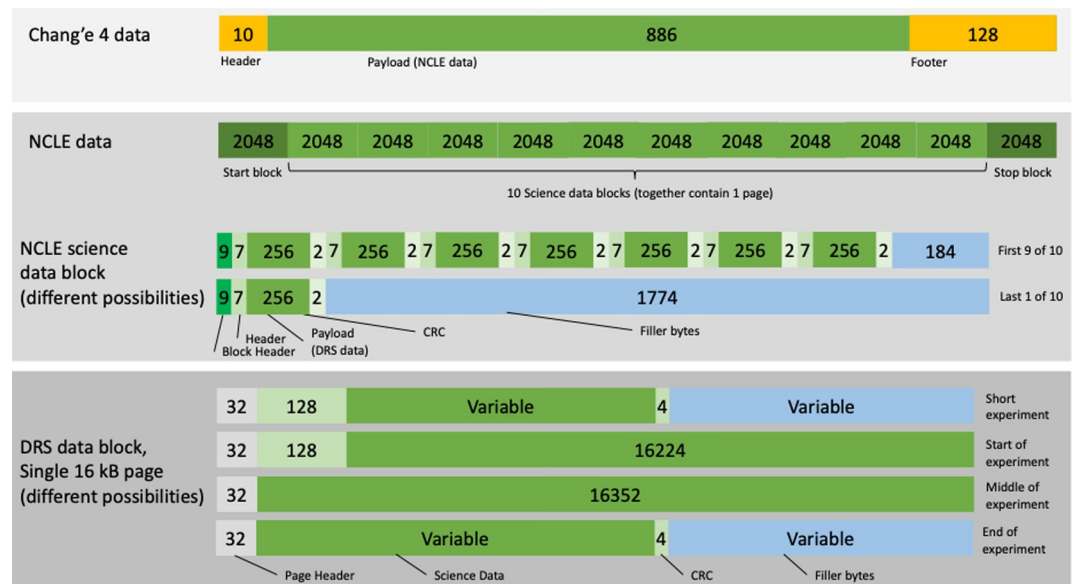 Chang'e 4 data
10 886 128
Header Payload (NCLE data) Footer
NCLE data
2048 2048 2048 2048 2048 2048 2048 2048 2048 2048 2048 2048
Start block Stop block
10 Science data blocks (together contain 1 page)
NCLE science
data block
(different possibilities)
9 7 256 2 7 256 2 7 256 2 7 256 2 7 256 2 7 256 2 7 256 2 184 First 9 of 10
9 7 256 2 1774 Last 1 of 10
Block Header
Header
Payload
(DRS data)
CRC
Filler bytes
DRS data block,
Single 16 kB page
(different possibilities)
32 128 Variable 4 Variable
Short
experiment
32 128 16224
Start of
experiment
32 16352
Middle of
experiment
32 Variable 4 Variable
End of
experiment
Page Header Science Data CRC Filler bytes